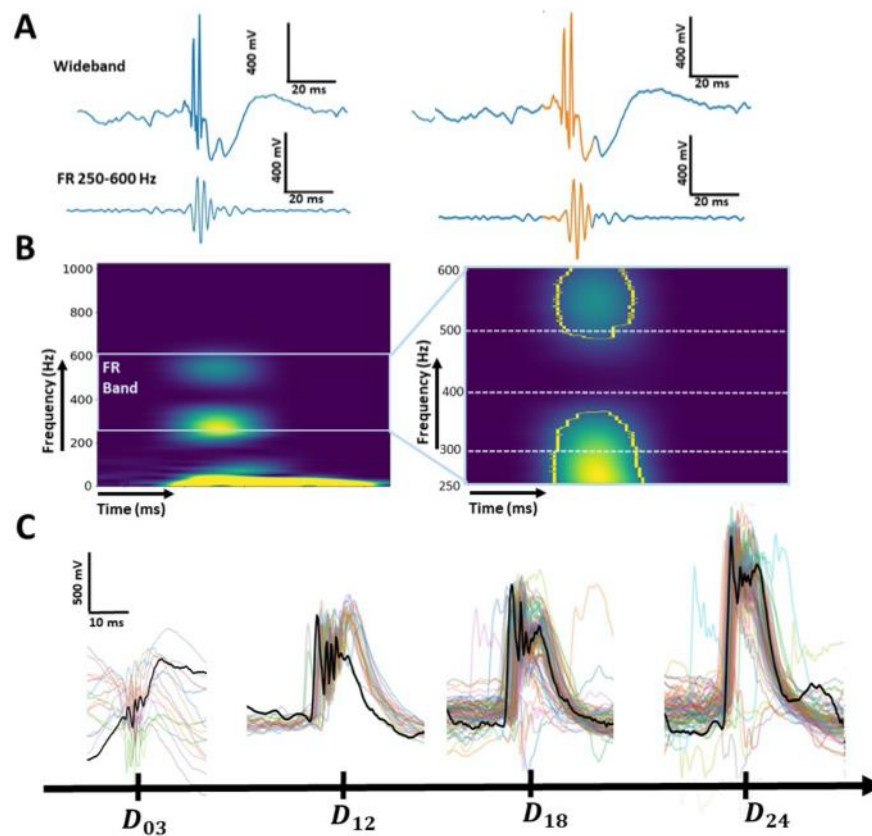 A
Wideband
400 mV
20 ms
400 mV
20 ms
FR 250-600 Hz
400 mV
20 ms
400 mV
20 ms
B
1000
800
600
400
200
0
FR
Band
Frequency (Hz)
Time (ms)
600
500
400
300
250
Frequency (Hz)
Time (ms)
C
500 mV
10 ms
D03
D12
D18
D24